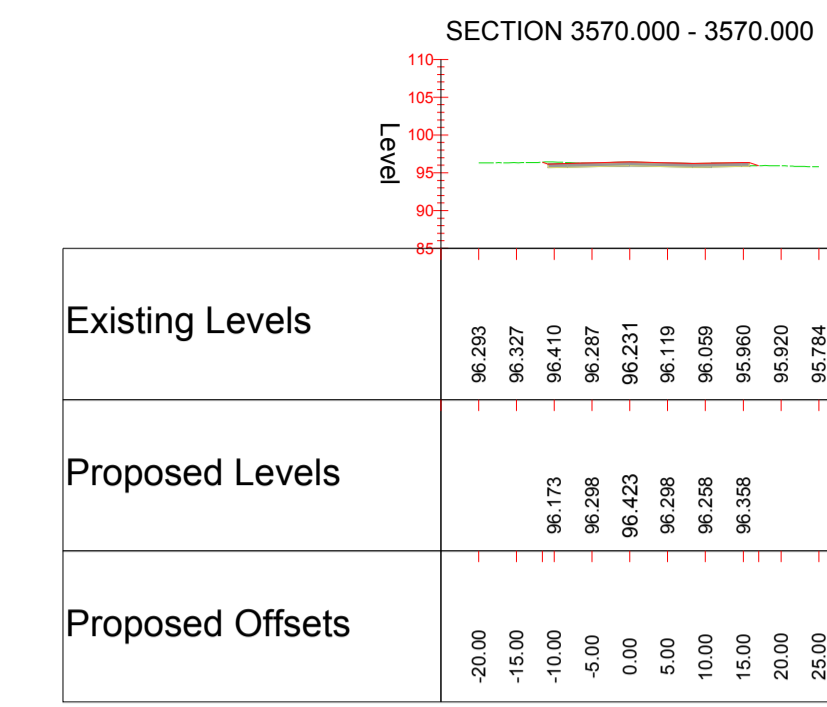 SECTION 3570.000 - 3570.000
110
105
100
95
90
85
Level
Existing Levels
96.293 96.327 96.410 96.287 96.231 96.119 96.059 95.960 95.920 95.784
Proposed Levels
96.173 96.298 96.423 96.298 96.258 96.358
Proposed Offsets
-20.00 -15.00 -10.00 -5.00 0.00 5.00 10.00 15.00 20.00 25.00